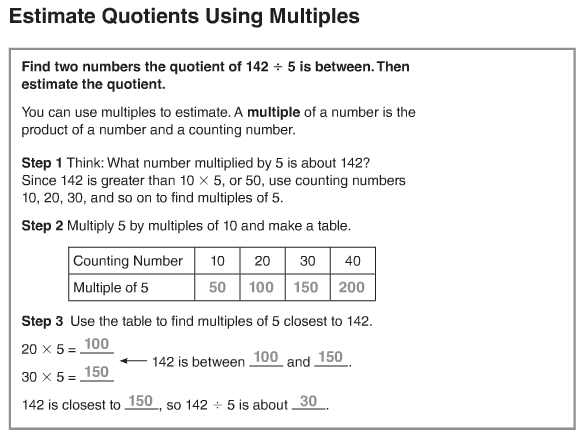 Estimate Quotients Using Multiples
Find two numbers the quotient of 142 ÷ 5 is between. Then
estimate the quotient.
You can use multiples to estimate. A multiple of a number is the
product of a number and a counting number.
Step 1 Think: What number multiplied by 5 is about 142?
Since 142 is greater than 10 × 5, or 50, use counting numbers
10, 20, 30, and so on to find multiples of 5.
Step 2 Multiply 5 by multiples of 10 and make a table.
Counting Number 10 20 30 40
Multiple of 5 50 100 150 200
Step 3 Use the table to find multiples of 5 closest to 142.
20 × 5 = 100
142 is between 100 and 150.
30 × 5 = 150
142 is closest to 150, so 142 ÷ 5 is about 30.